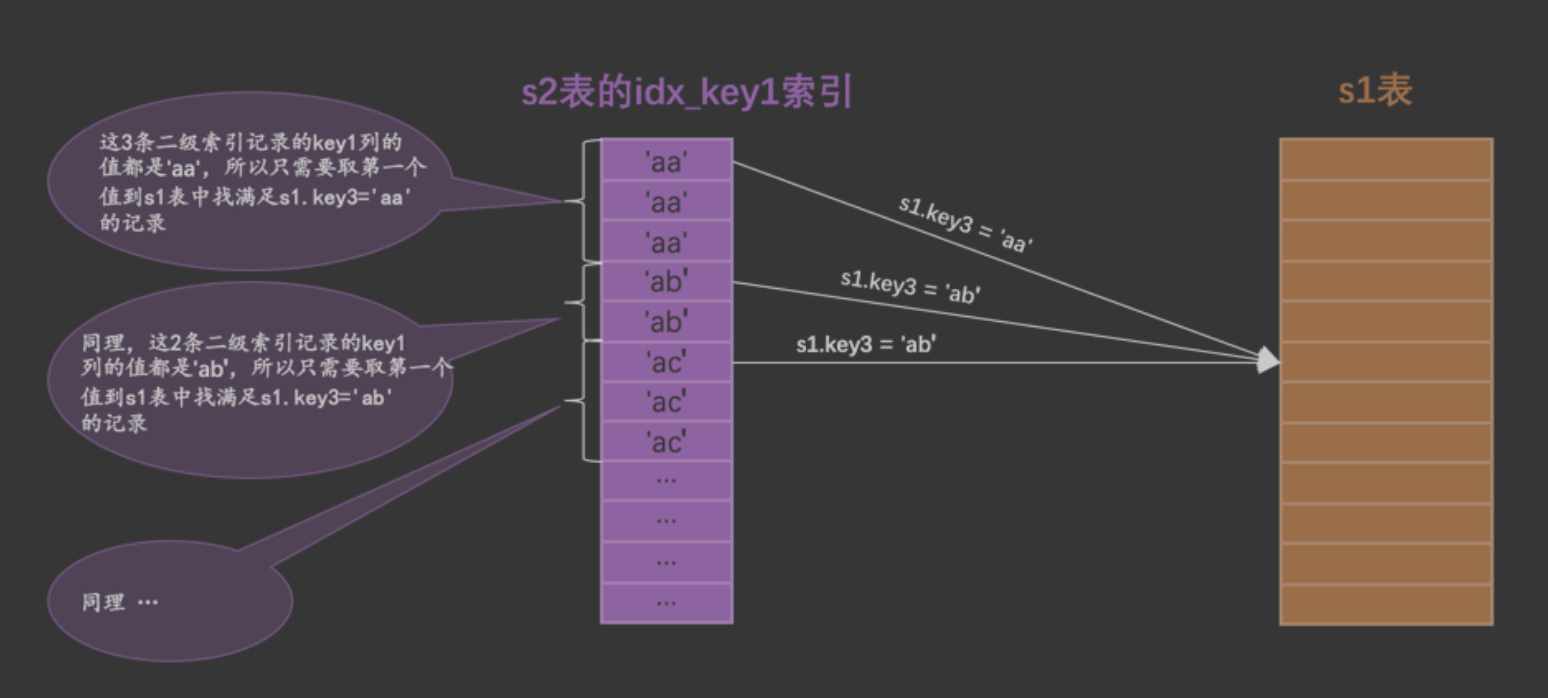 s2表的idx_key1索引
s1表
这3条二级索引记录的key1列的
值都是'aa'，所以只需要取第一个
值到s1表中找满足s1.key3='aa'
的记录
同理，这2条二级索引记录的key1
列的值都是'ab'，所以只需要取第一个
值到s1表中找满足s1.key3='ab'
的记录
同理 …
'aa'
'aa'
'aa'
'ab'
'ab'
'ac'
'ac'
'ac'
…
…
…
…
s1.key3 = 'aa'
s1.key3 = 'ab'
s1.key3 = 'ab'